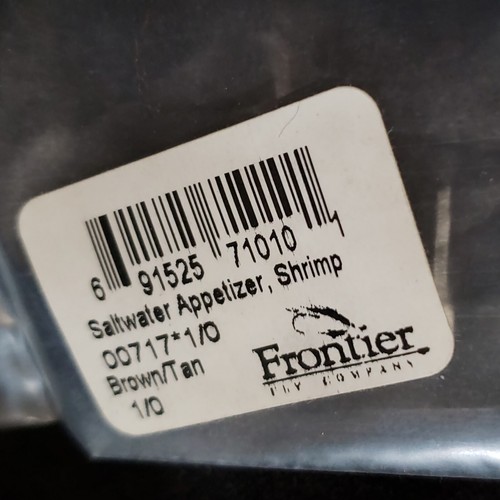 6 91525 71010 1
Saltwater Appetizer, Shrimp
00717*1/0
Brown/Tan
1/0
Frontier
FLY COMPANY